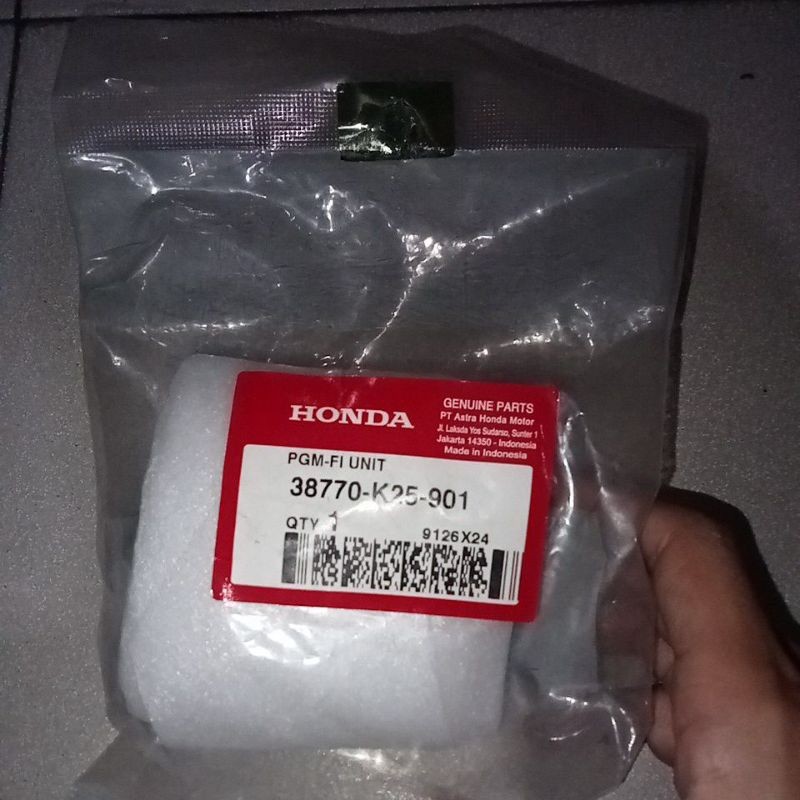 HONDA
GENUINE PARTS
PT Astra Honda Motor
Jl. Laksda Yos Sudarso, Sunter 1
Jakarta 14350 - Indonesia
Made in Indonesia
PGM-FI UNIT
38770-K25-901
QTY 1
9126X24